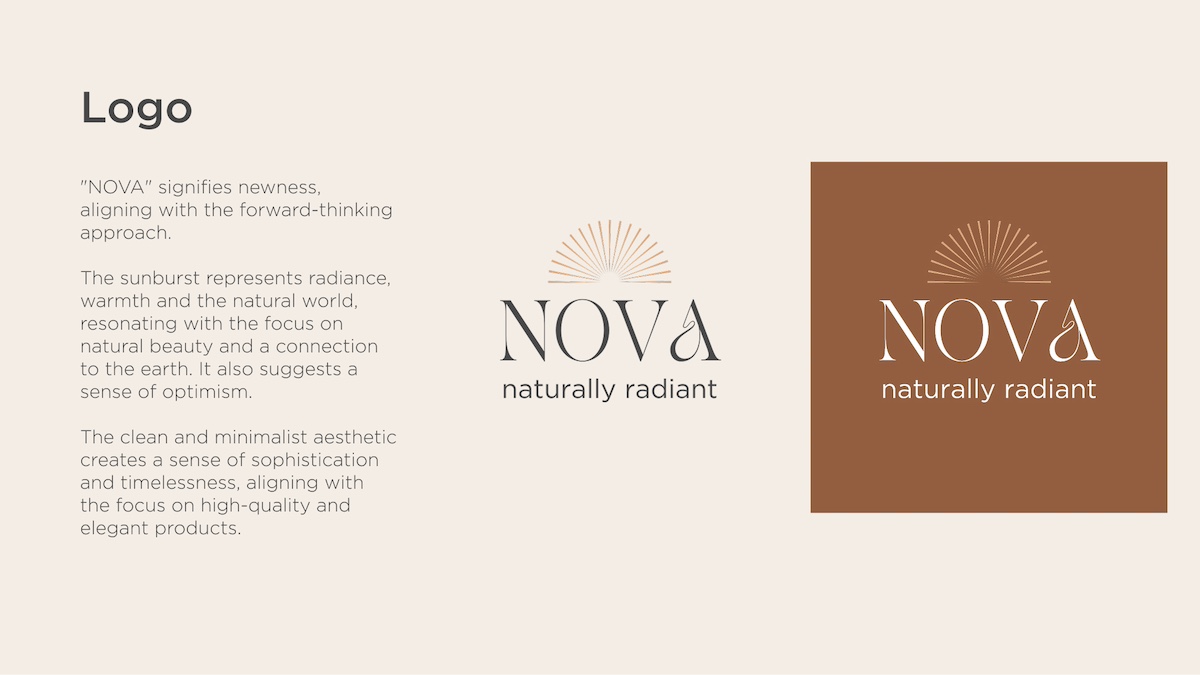 Logo
"NOVA" signifies newness,
aligning with the forward-thinking
approach.
The sunburst represents radiance,
warmth and the natural world,
resonating with the focus on
natural beauty and a connection
to the earth. It also suggests a
sense of optimism.
The clean and minimalist aesthetic
creates a sense of sophistication
and timelessness, aligning with
the focus on high-quality and
elegant products.
NOVA
naturally radiant
NOVA
naturally radiant